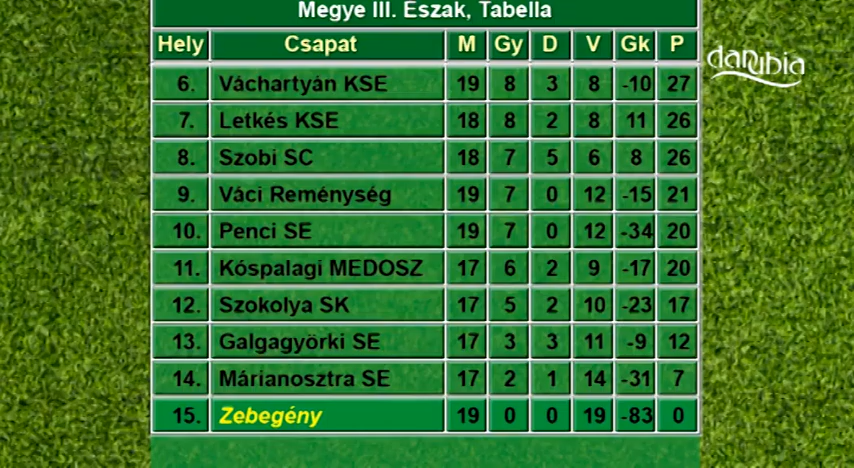 Megye III. Észak, Tabella
Hely Csapat M Gy D V Gk P
6. Váchartyán KSE 19 8 3 8 -10 27
7. Letkés KSE 18 8 2 8 11 26
8. Szobi SC 18 7 5 6 8 26
9. Váci Reménység 19 7 0 12 -15 21
10. Penci SE 19 7 0 12 -34 20
11. Kóspalagi MEDOSZ 17 6 2 9 -17 20
12. Szokolya SK 17 5 2 10 -23 17
13. Galgagyörki SE 17 3 3 11 -9 12
14. Márianosztra SE 17 2 1 14 -31 7
15. Zebegény 19 0 0 19 -83 0
danubia